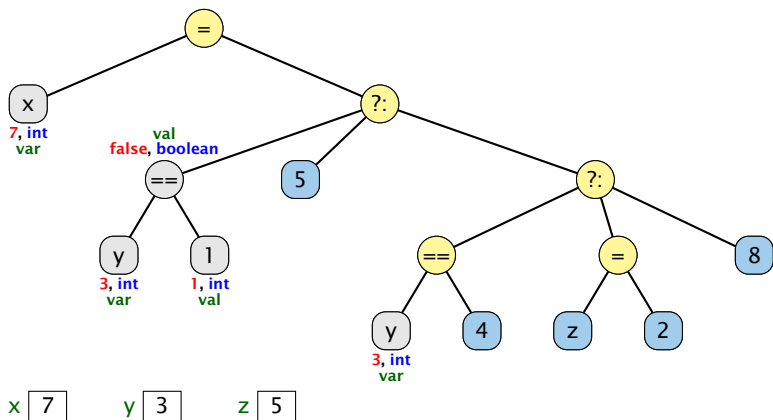 =
x
?:
7, int
var
val
false, boolean
==
5
?:
y
1
==
=
8
3, int
var
1, int
val
y
4
z
2
3, int
var
x 7 y 3 z 5